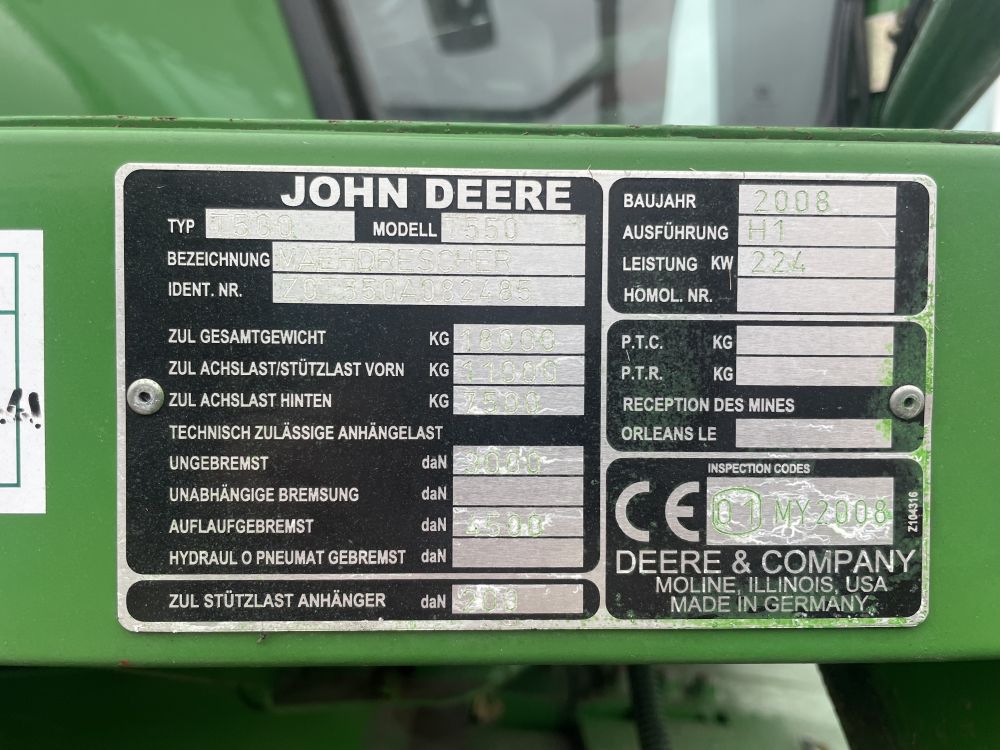 JOHN DEERE
TYP T500 MODELL T550
BEZEICHNUNG MAEHDRESCHER
IDENT. NR.
ZUL GESAMTGEWICHT KG 18000
ZUL ACHSLAST/STÜTZLAST VORN KG 11000
ZUL ACHSLAST HINTEN KG 7500
TECHNISCH ZULÄSSIGE ANHÄNGELAST
UNGEBREMST daN 3000
UNABHÄNGIGE BREMSUNG daN
AUFLAUFGEBREMST daN 4500
HYDRAUL O PNEUMAT GEBREMST daN
ZUL STÜTZLAST ANHÄNGER daN
BAUJAHR 2008
AUSFÜHRUNG H1
LEISTUNG KW 224
HOMOL. NR.
P.T.C. KG
P.T.R. KG
RECEPTION DES MINES
ORLEANS LE
INSPECTION CODES
CE 01 MY2008
Z104316
DEERE & COMPANY
MOLINE, ILLINOIS, USA
MADE IN GERMANY